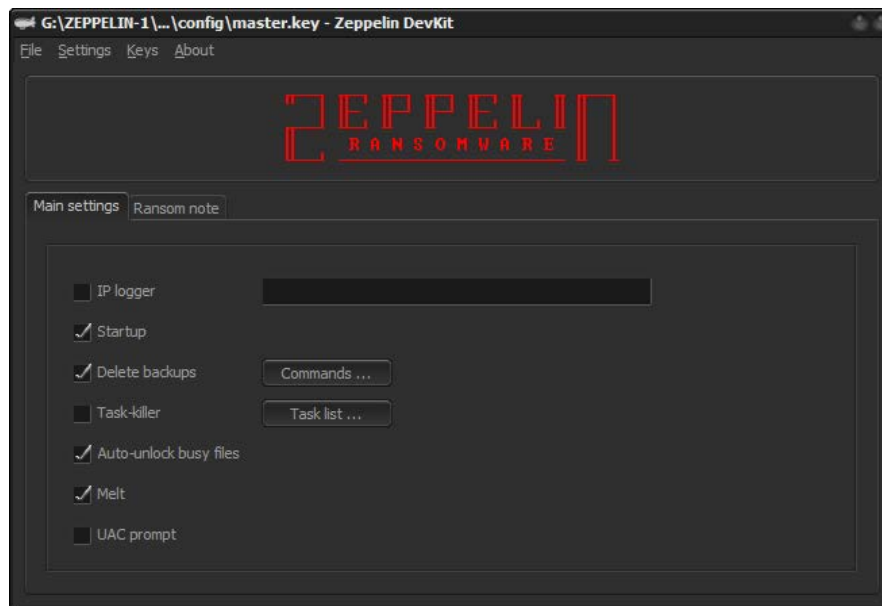 G:\ZEPPELIN-1\...\config\master.key - Zeppelin DevKit
File Settings Keys About
ZEPPELIN
RANSOMWARE
Main settings Ransom note
IP logger
Startup
Delete backups Commands ...
Task-killer Task list ...
Auto-unlock busy files
Melt
UAC prompt